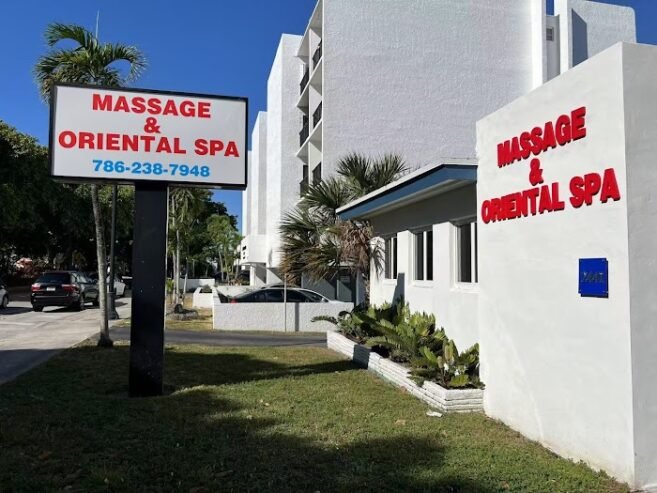 MASSAGE
&
ORIENTAL SPA
786-238-7948
MASSAGE
&
ORIENTAL SPA